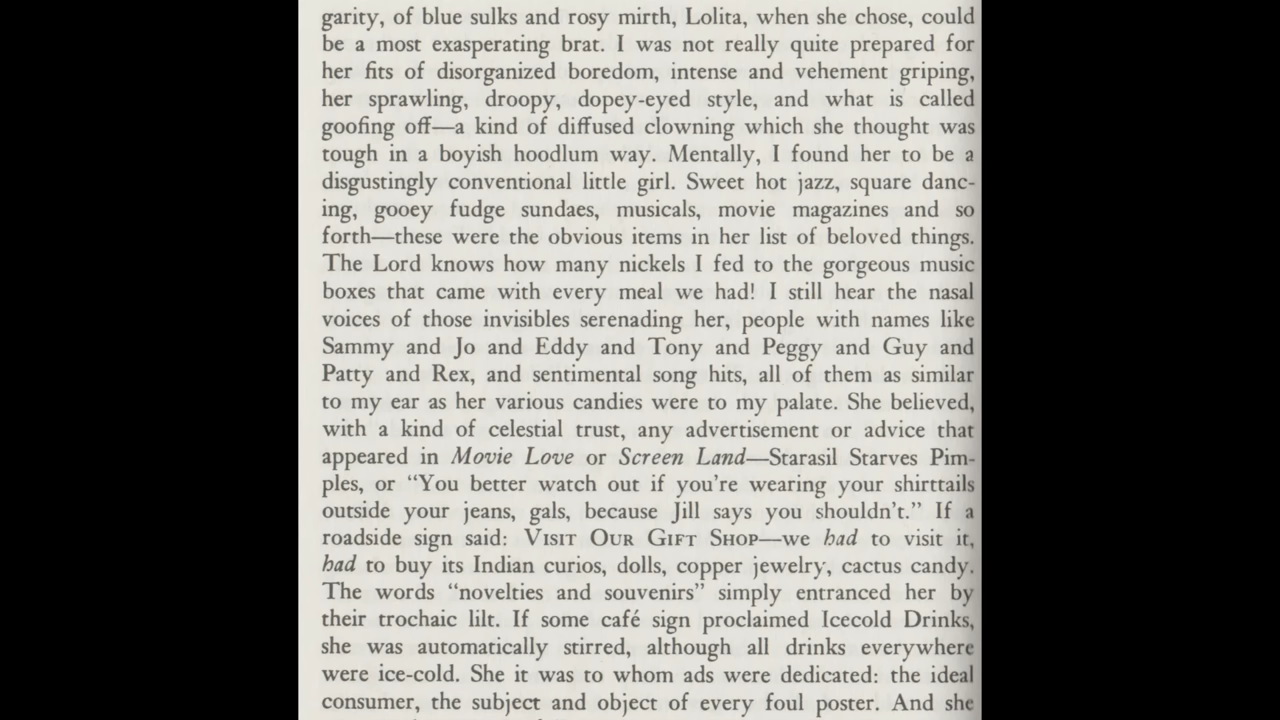 garity, of blue sulks and rosy mirth, Lolita, when she chose, could
be a most exasperating brat. I was not really quite prepared for
her fits of disorganized boredom, intense and vehement griping,
her sprawling, droopy, dopey-eyed style, and what is called
goofing off—a kind of diffused clowning which she thought was
tough in a boyish hoodlum way. Mentally, I found her to be a
disgustingly conventional little girl. Sweet hot jazz, square danc-
ing, gooey fudge sundaes, musicals, movie magazines and so
forth—these were the obvious items in her list of beloved things.
The Lord knows how many nickels I fed to the gorgeous music
boxes that came with every meal we had! I still hear the nasal
voices of those invisibles serenading her, people with names like
Sammy and Jo and Eddy and Tony and Peggy and Guy and
Patty and Rex, and sentimental song hits, all of them as similar
to my ear as her various candies were to my palate. She believed,
with a kind of celestial trust, any advertisement or advice that
appeared in Movie Love or Screen Land—Starasil Starves Pim-
ples, or “You better watch out if you’re wearing your shirttails
outside your jeans, gals, because Jill says you shouldn’t.” If a
roadside sign said: VISIT OUR GIFT SHOP—we had to visit it,
had to buy its Indian curios, dolls, copper jewelry, cactus candy.
The words “novelties and souvenirs” simply entranced her by
their trochaic lilt. If some café sign proclaimed Icecold Drinks,
she was automatically stirred, although all drinks everywhere
were ice-cold. She it was to whom ads were dedicated: the ideal
consumer, the subject and object of every foul poster. And she